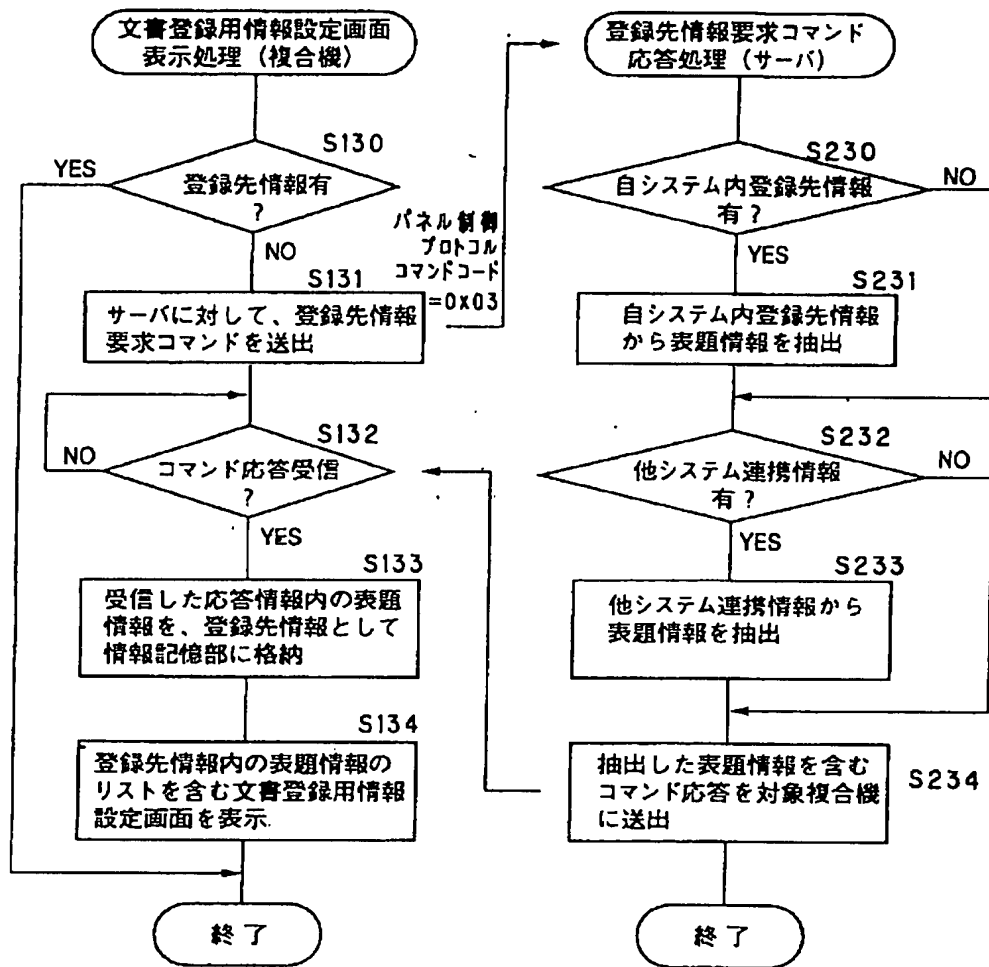 文書登録用情報設定画面
表示処理（複合機）
S130
YES
登録先情報有
？
NO
S131
サーバに対して、登録先情報
要求コマンドを送出
パネル制御
プロトコル
コマンドコード
=0X03
S132
NO
コマンド応答受信
？
YES
S133
受信した応答情報内の表題
情報を、登録先情報として
情報記憶部に格納
S134
登録先情報内の表題情報の
リストを含む文書登録用情報
設定画面を表示
終了
登録先情報要求コマンド
応答処理（サーバ）
S230
自システム内登録先情報
有？
NO
YES
S231
自システム内登録先情報
から表題情報を抽出
S232
他システム連携情報
有？
NO
YES
S233
他システム連携情報から
表題情報を抽出
S234
抽出した表題情報を含む
コマンド応答を対象複合機
に送出
終了